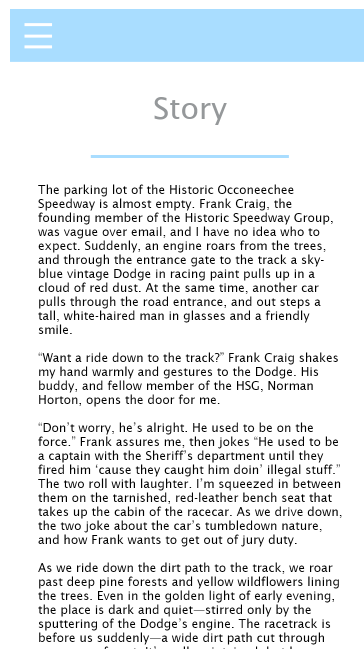 Story
The parking lot of the Historic Occoneechee
Speedway is almost empty. Frank Craig, the
founding member of the Historic Speedway Group,
was vague over email, and I have no idea who to
expect. Suddenly, an engine roars from the trees,
and through the entrance gate to the track a sky-
blue vintage Dodge in racing paint pulls up in a
cloud of red dust. At the same time, another car
pulls through the road entrance, and out steps a
tall, white-haired man in glasses and a friendly
smile.
“Want a ride down to the track?” Frank Craig shakes
my hand warmly and gestures to the Dodge. His
buddy, and fellow member of the HSG, Norman
Horton, opens the door for me.
“Don’t worry, he’s alright. He used to be on the
force.” Frank assures me, then jokes “He used to be
a captain with the Sheriff’s department until they
fired him ‘cause they caught him doin’ illegal stuff.”
The two roll with laughter. I’m squeezed in between
them on the tarnished, red-leather bench seat that
takes up the cabin of the racecar. As we drive down,
the two joke about the car’s tumbledown nature,
and how Frank wants to get out of jury duty.
As we ride down the dirt path to the track, we roar
past deep pine forests and yellow wildflowers lining
the trees. Even in the golden light of early evening,
the place is dark and quiet—stirred only by the
sputtering of the Dodge’s engine. The racetrack is
before us suddenly—a wide dirt path cut through